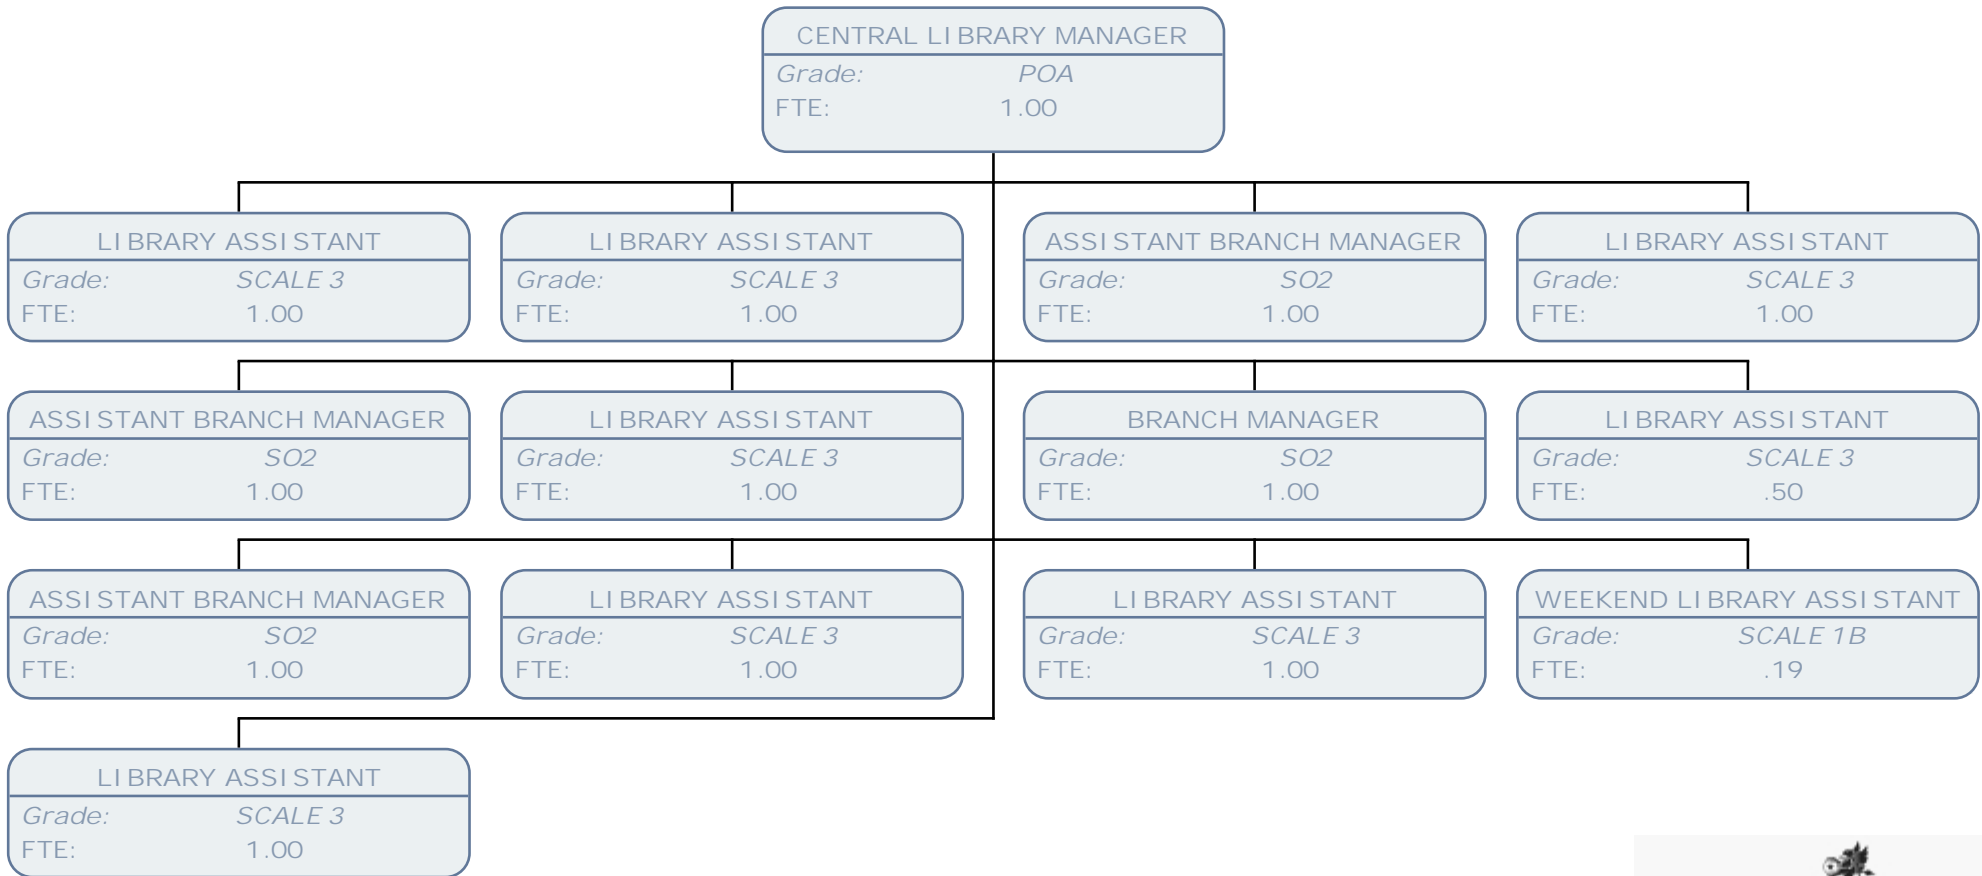 CENTRAL LIBRARY MANAGER
Grade: POA
FTE: 1.00
LIBRARY ASSISTANT
Grade: SCALE 3
FTE: 1.00
LIBRARY ASSISTANT
Grade: SCALE 3
FTE: 1.00
ASSISTANT BRANCH MANAGER
Grade: SO2
FTE: 1.00
LIBRARY ASSISTANT
Grade: SCALE 3
FTE: 1.00
ASSISTANT BRANCH MANAGER
Grade: SO2
FTE: 1.00
LIBRARY ASSISTANT
Grade: SCALE 3
FTE: 1.00
BRANCH MANAGER
Grade: SO2
FTE: 1.00
LIBRARY ASSISTANT
Grade: SCALE 3
FTE: .50
ASSISTANT BRANCH MANAGER
Grade: SO2
FTE: 1.00
LIBRARY ASSISTANT
Grade: SCALE 3
FTE: 1.00
LIBRARY ASSISTANT
Grade: SCALE 3
FTE: 1.00
WEEKEND LIBRARY ASSISTANT
Grade: SCALE 1B
FTE: .19
LIBRARY ASSISTANT
Grade: SCALE 3
FTE: 1.00